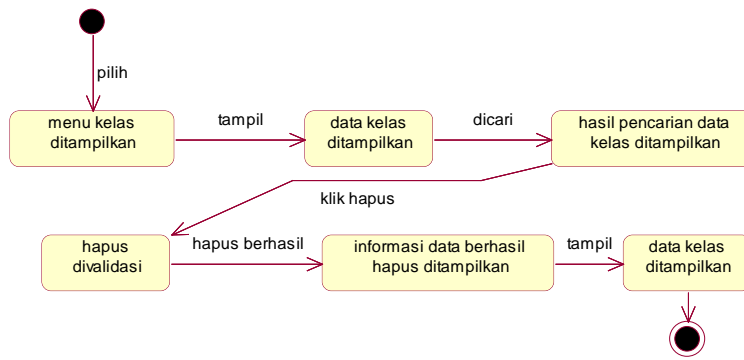 pilih
menu kelas
ditampilkan
tampil
data kelas
ditampilkan
dicari
hasil pencarian data
kelas ditampilkan
klik hapus
hapus
divalidasi
hapus berhasil
informasi data berhasil
hapus ditampilkan
tampil
data kelas
ditampilkan